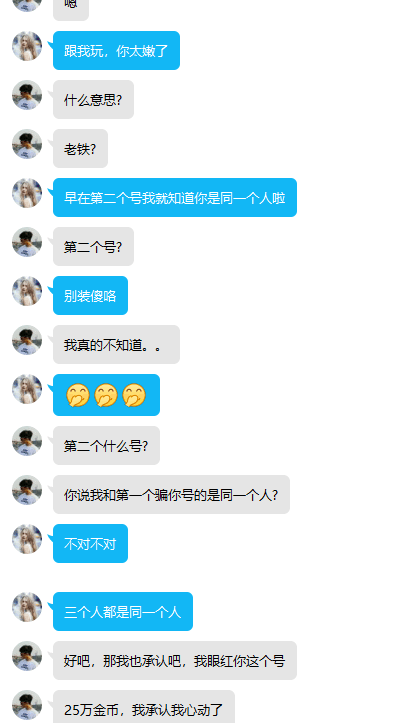 嗯
跟我玩，你太嫩了
什么意思?
老铁?
早在第二个号我就知道你是同一个人啦
第二个号?
别装傻咯
我真的不知道。。
第二个什么号?
你说我和第一个骗你号的是同一个人?
不对不对
三个人都是同一个人
好吧，那我也承认吧，我眼红你这个号
25万金币，我承认我心动了